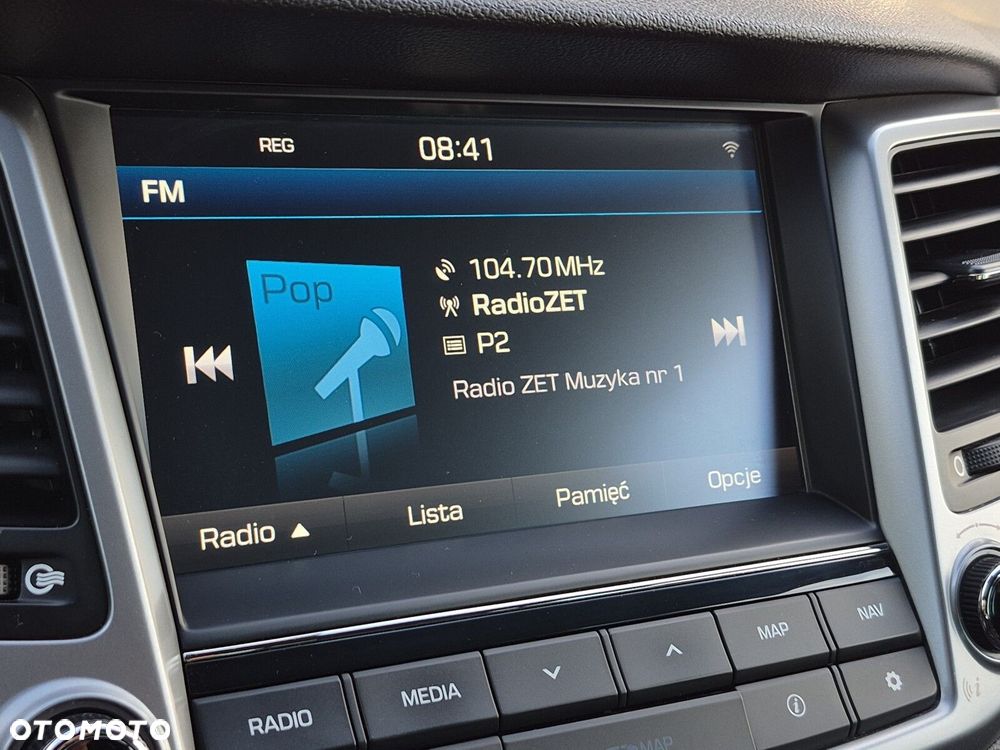 REG 08:41
FM
Pop
104.70MHz
RadioZET
P2
Radio ZET Muzyka nr 1
Radio ▲ Lista Pamięć Opcje
RADIO MEDIA MAP NAV
MAP
OTOMOTO